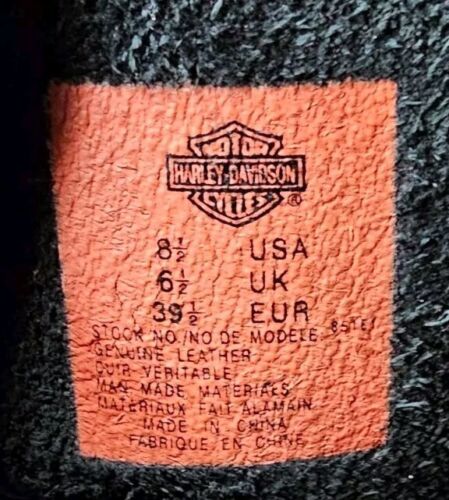 MOTOR
HARLEY-DAVIDSON
CYCLES
®
8½ USA
6½ UK
39½ EUR
STOCK NO./NO DE MODELE:
GENUINE LEATHER
CUIR VERITABLE
MAN MADE MATERIALS
MATERIAUX FAIT ALAMAIN
MADE IN CHINA
FABRIQUE EN CHINE